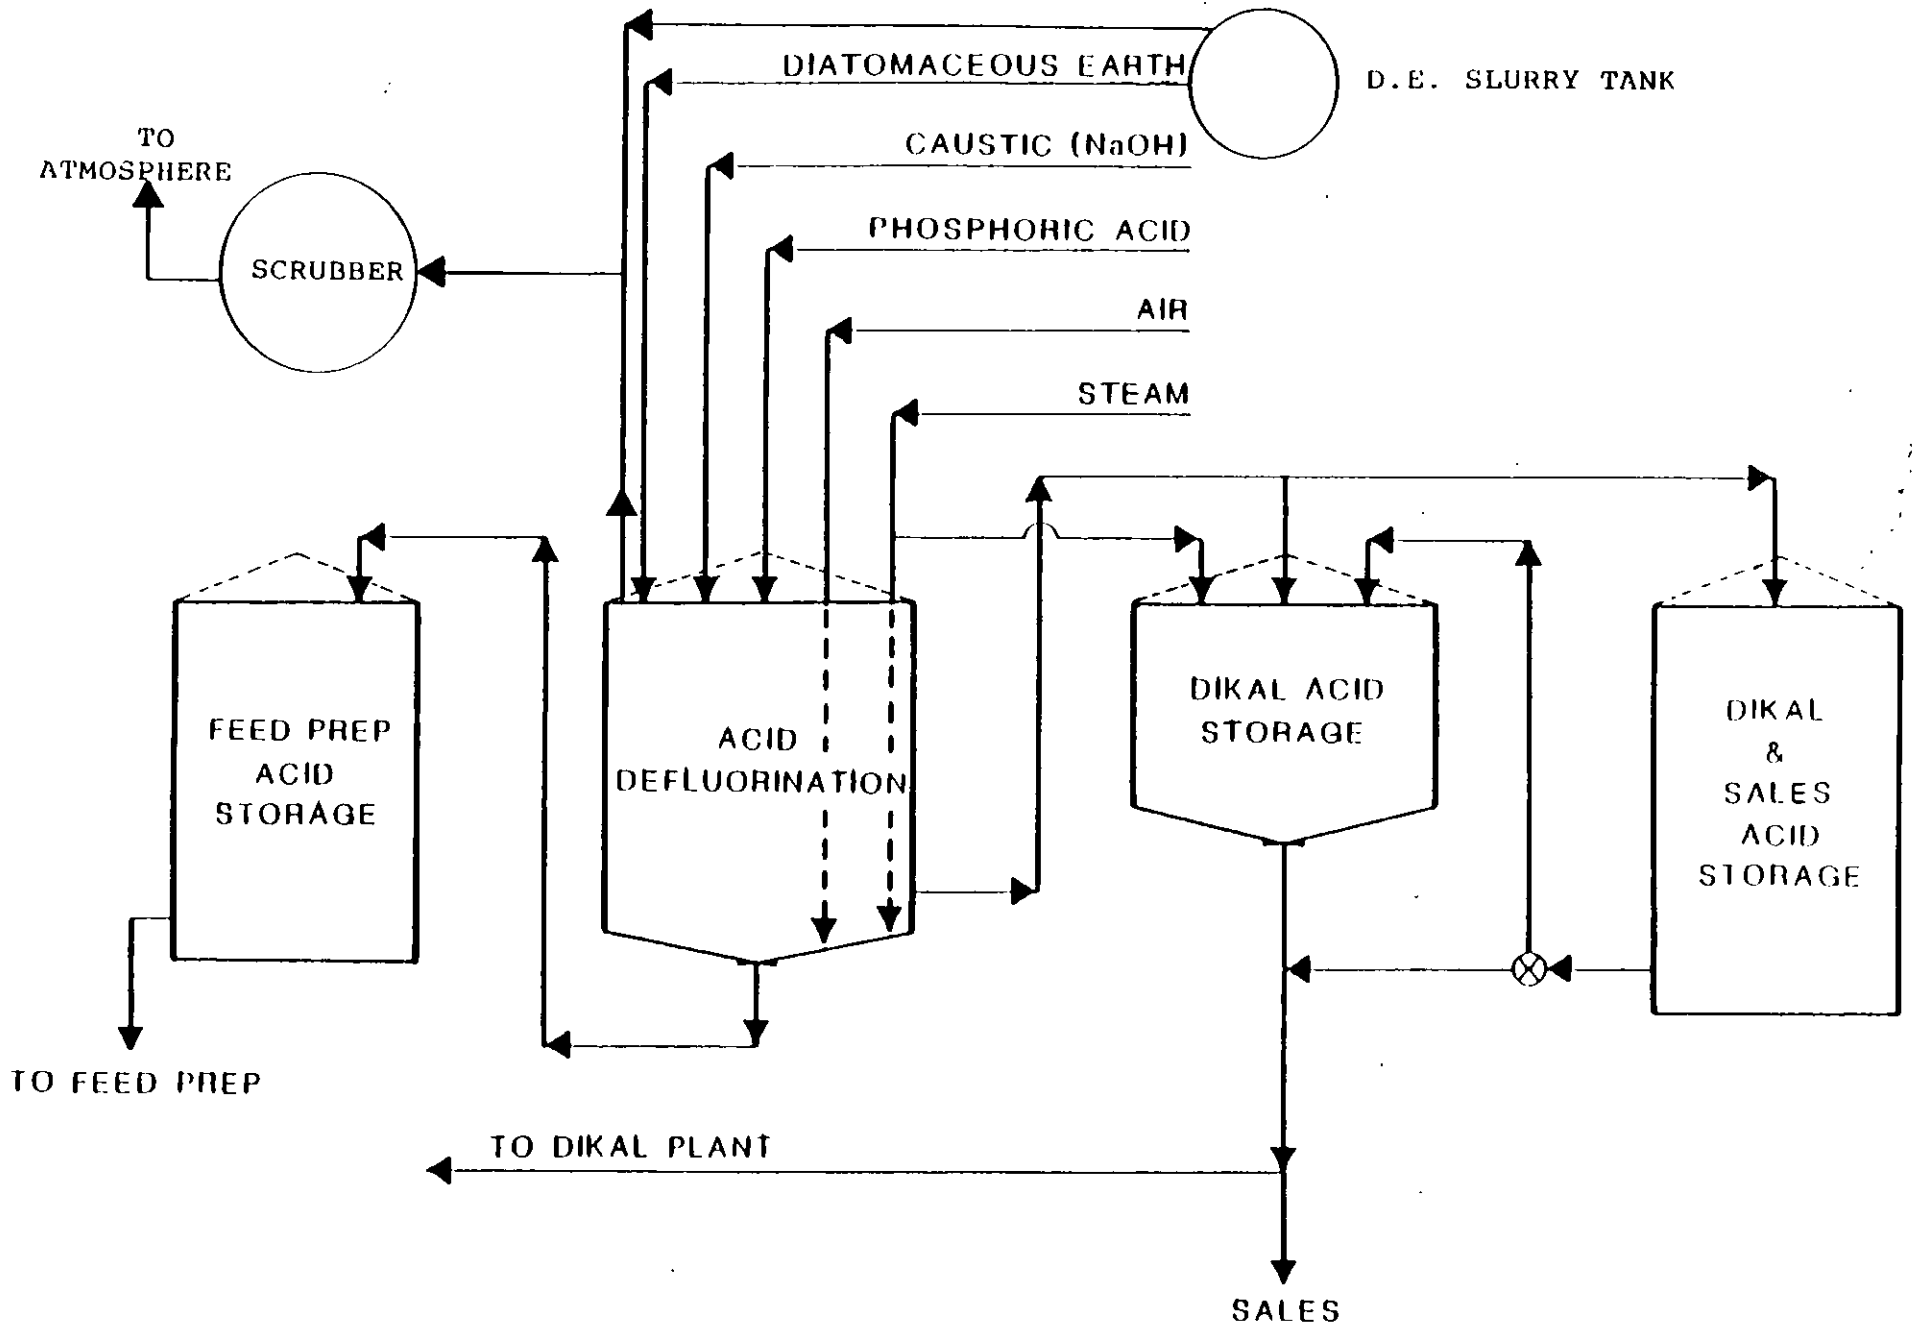 DIATOMACEOUS EARTH
D.E. SLURRY TANK
TO
ATMOSPHERE
CAUSTIC (NaOH)
PHOSPHORIC ACID
SCRUBBER
AIR
STEAM
FEED PREP
ACID
STORAGE
ACID
DEFLUORINATION
DIKAL ACID
STORAGE
DIKAL
&
SALES
ACID
STORAGE
TO FEED PREP
TO DIKAL PLANT
SALES